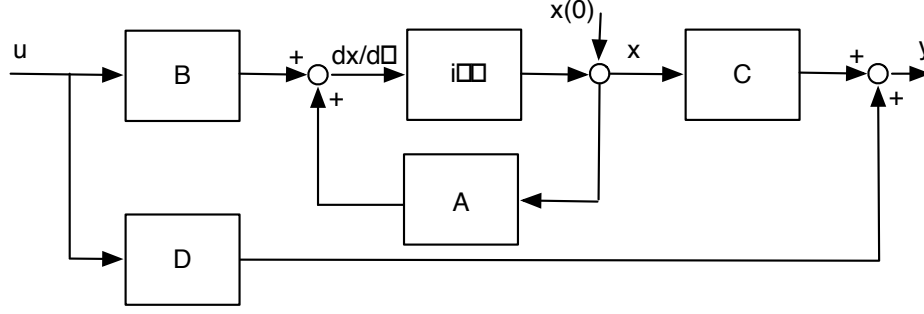 x(0)
u
B
+
dx/d□
+
i□□
x
C
+
y
+
A
D